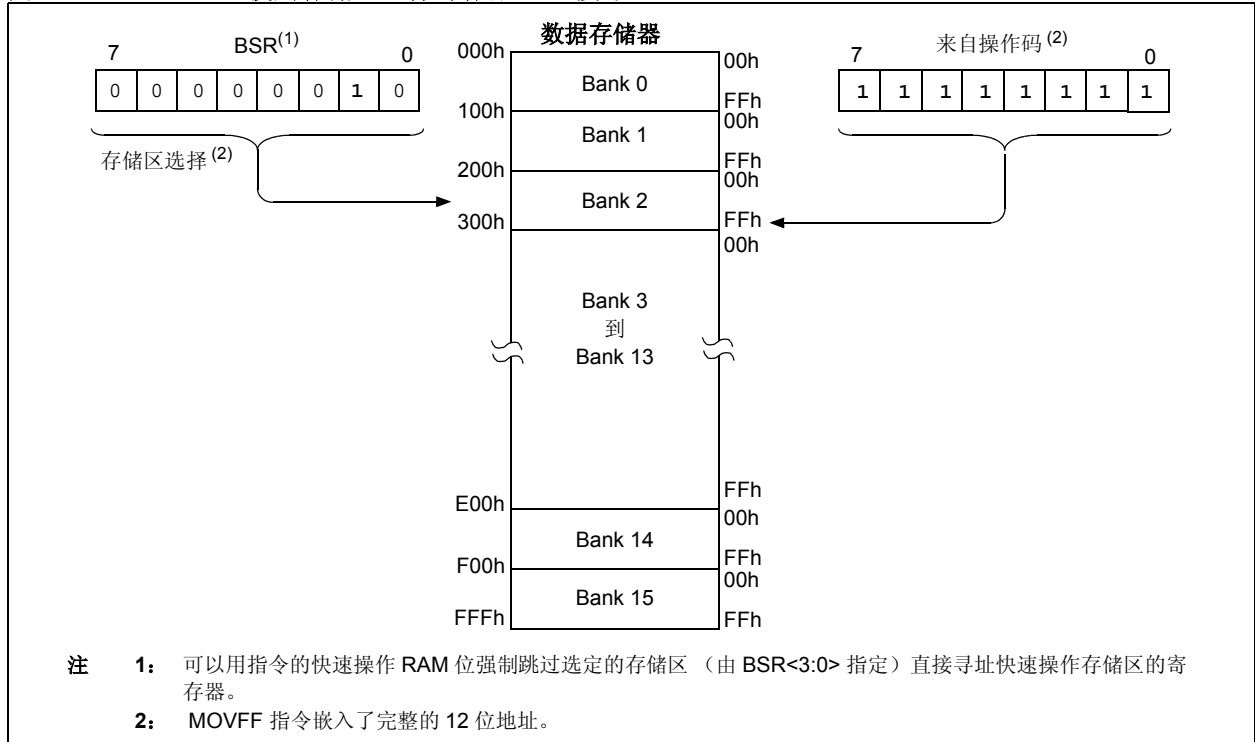 数据存储器
7 BSR(1) 0
0 0 0 0 0 0 1 0
存储区选择(2)
7 来自操作码(2) 0
1 1 1 1 1 1 1 1
000h Bank 0 00h
FFh
100h Bank 1 00h
FFh
200h Bank 2 00h
FFh
300h 00h
Bank 3
到
Bank 13
FFh
E00h Bank 14 00h
FFh
F00h Bank 15 00h
FFFh FFh
注 1： 可以用指令的快速操作 RAM 位强制跳过选定的存储区 （由 BSR<3:0> 指定）直接寻址快速操作存储区的寄
存器。
2： MOVFF 指令嵌入了完整的 12 位地址。